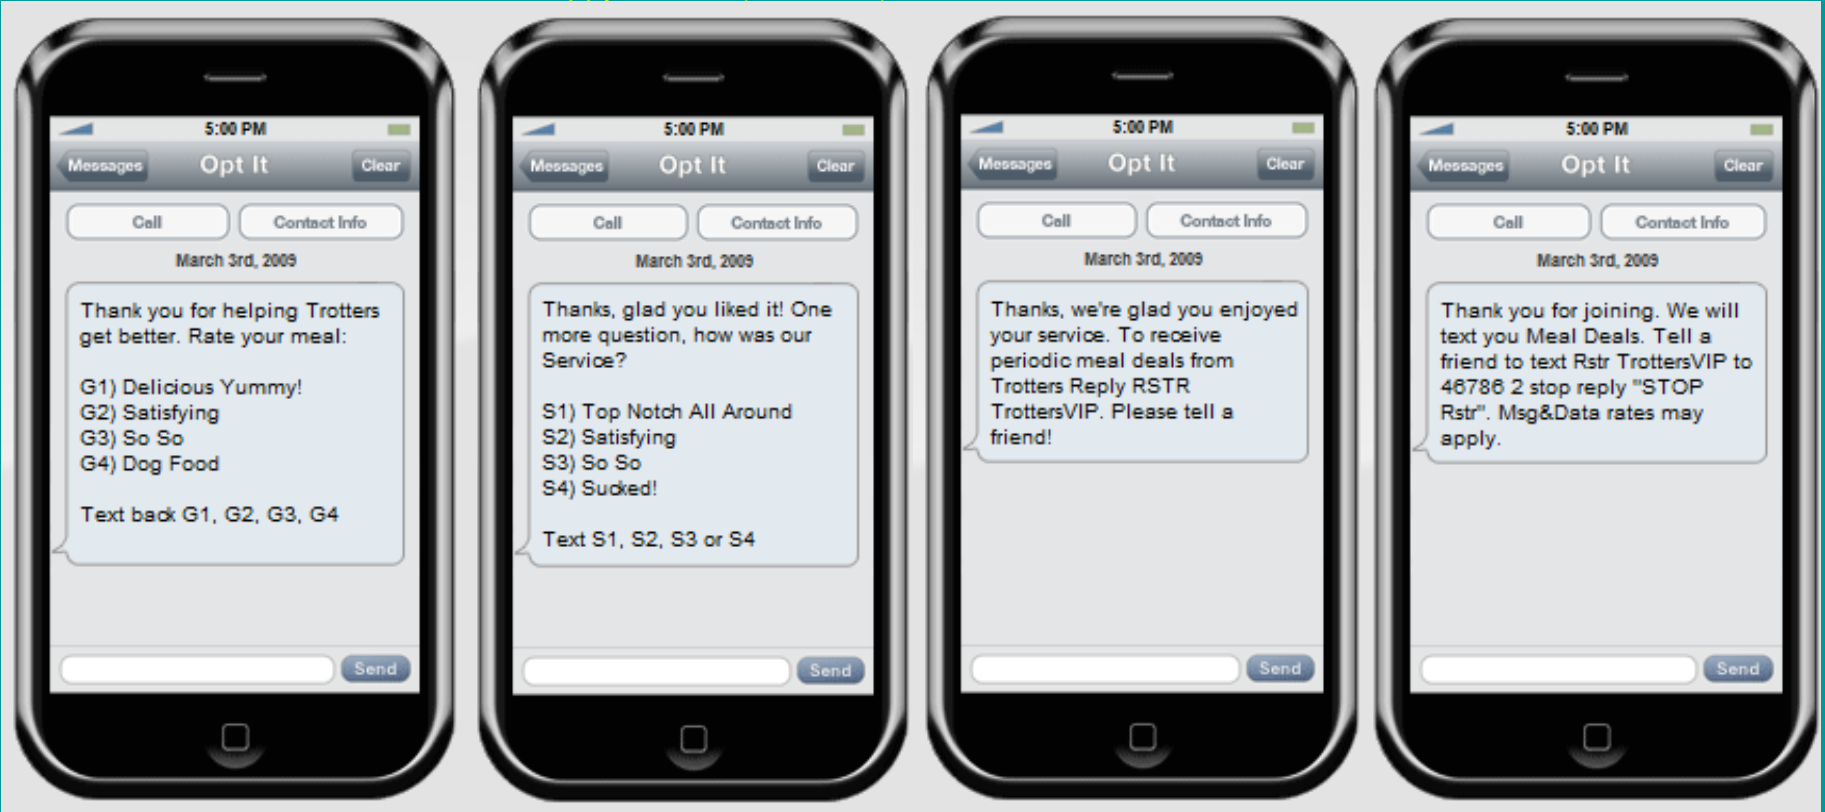 5:00 PM
Messages
Opt It
Clear
Call
Contact Info
March 3rd, 2009
Thank you for helping Trotters
get better. Rate your meal:
G1) Delicious Yummy!
G2) Satisfying
G3) So So
G4) Dog Food
Text back G1, G2, G3, G4
Send
5:00 PM
Messages
Opt It
Clear
Call
Contact Info
March 3rd, 2009
Thanks, glad you liked it! One
more question, how was our
Service?
S1) Top Notch All Around
S2) Satisfying
S3) So So
S4) Sucked!
Text S1, S2, S3 or S4
Send
5:00 PM
Messages
Opt It
Clear
Call
Contact Info
March 3rd, 2009
Thanks, we're glad you enjoyed
your service. To receive
periodic meal deals from
Trotters Reply RSTR
TrottersVIP. Please tell a
friend!
Send
5:00 PM
Messages
Opt It
Clear
Call
Contact Info
March 3rd, 2009
Thank you for joining. We will
text you Meal Deals. Tell a
friend to text Rstr TrottersVIP to
46786 2 stop reply "STOP
Rstr". Msg&Data rates may
apply.
Send